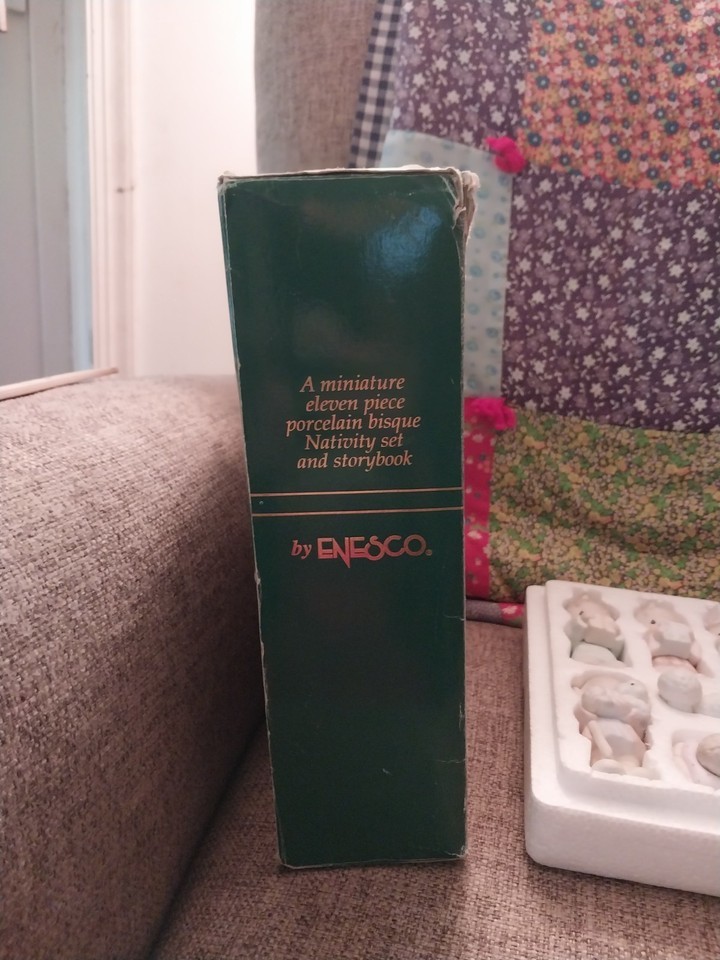 A miniature
eleven piece
porcelain bisque
Nativity set
and storybook
by ENESCO®